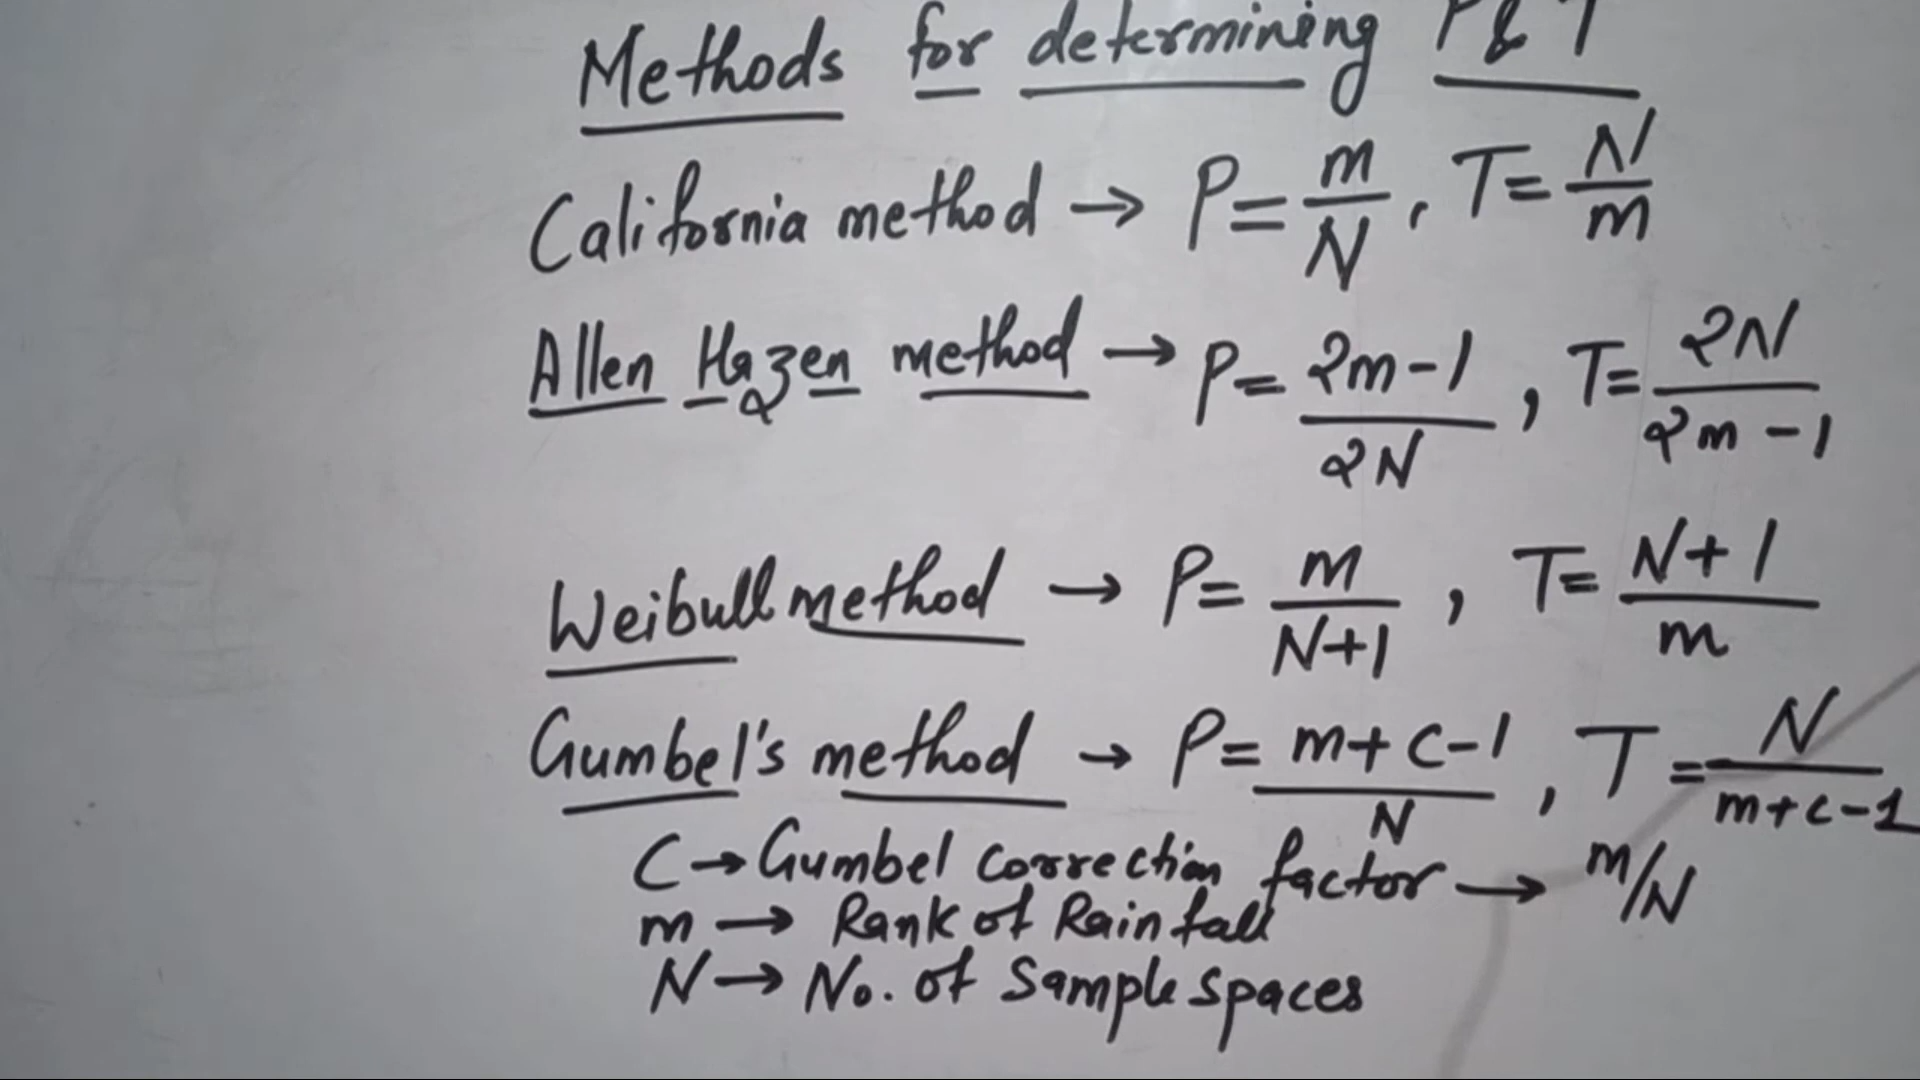 Methods for determining P & T
California method → P = m/N, T = N/m
Allen Hazen method → P = 2m-1/2N, T = 2N/2m-1
Weibull method → P = m/N+1, T = N+1/m
Gumbel's method → P = m+c-1/N, T = N/m+c-1
C → Gumbel correction factor → m/N
m → Rank of Rainfall
N → No. of Sample spaces